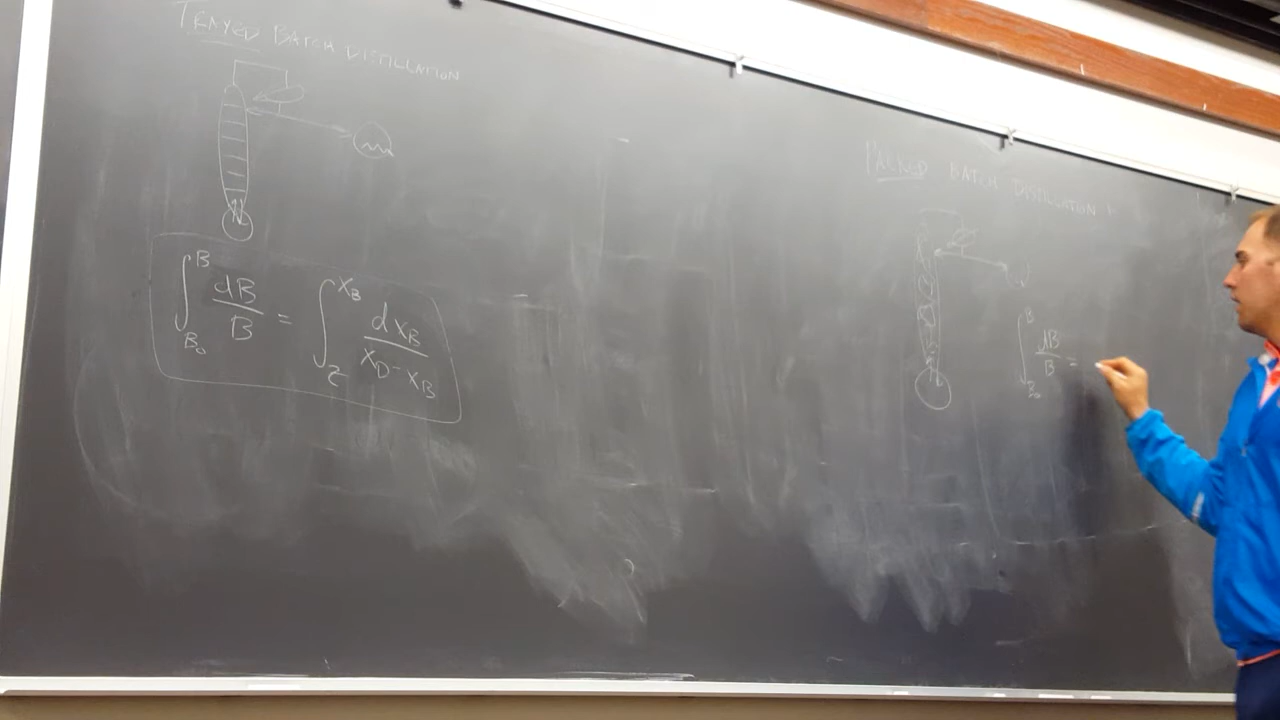 TRAYED BATCH DISTILLATION
∫_{B₀}^{B} dB/B = ∫_{z}^{x_B} dx_B/(x_D - x_B)
PACKED BATCH DISTILLATION
∫_{B₀}^{B} dB/B =